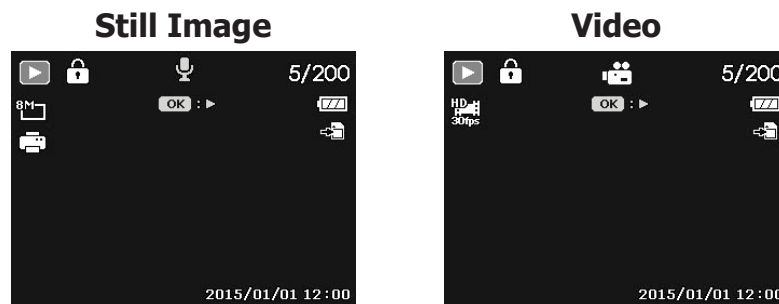 Still Image
5/200
8M
OK : ▶
2015/01/01 12:00
Video
5/200
HD
30fps
OK : ▶
2015/01/01 12:00